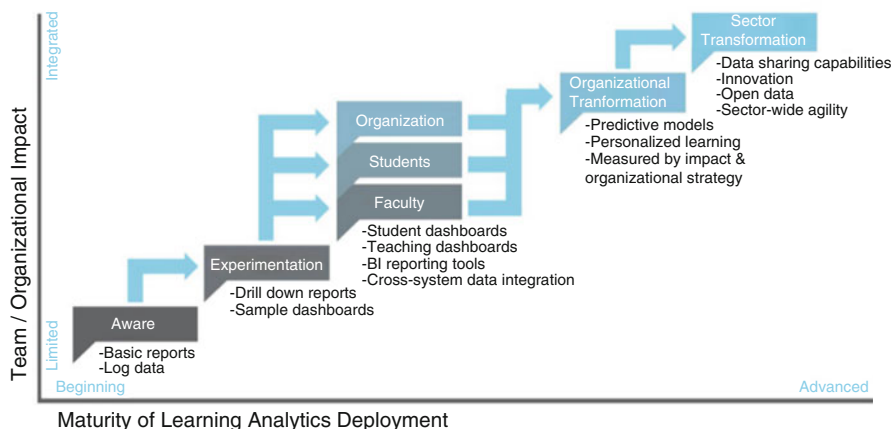 Team / Organizational Impact
Integrated
Limited
Sector
Transformation
-Data sharing capabilities
-Innovation
-Open data
-Sector-wide agility
Organizational
Tranformation
-Predictive models
-Personalized learning
-Measured by impact &
organizational strategy
Organization
Students
Faculty
-Student dashboards
-Teaching dashboards
-BI reporting tools
-Cross-system data integration
Experimentation
-Drill down reports
-Sample dashboards
Aware
-Basic reports
-Log data
Beginning
Advanced
Maturity of Learning Analytics Deployment